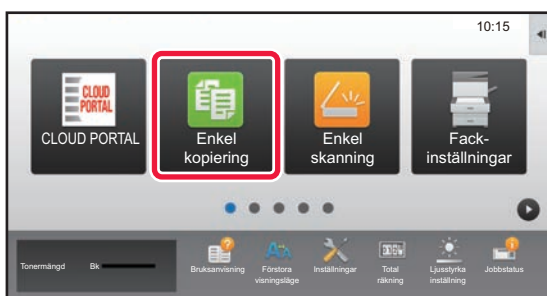 10:15
CLOUD
PORTAL
CLOUD PORTAL
Enkel
kopiering
Enkel
skanning
Fack-
inställningar
Tonermängd
Bk
Bruksanvisning
Förstora
visningsläge
Inställningar
Total
räkning
Ljusstyrka
inställning
Jobbstatus